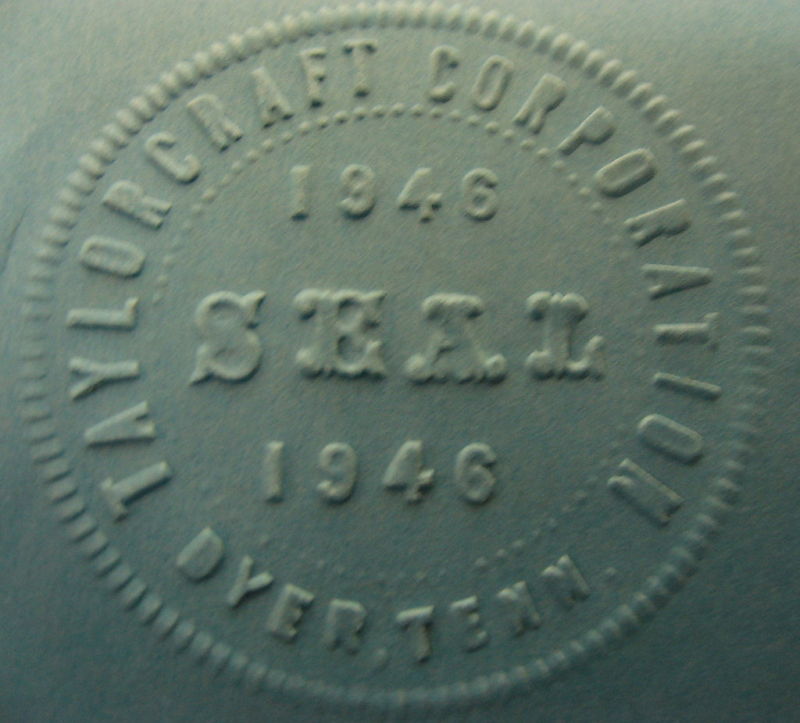 TAYLORCRAFT CORPORATION
1946
SEAL
1946
DYER, TENN.